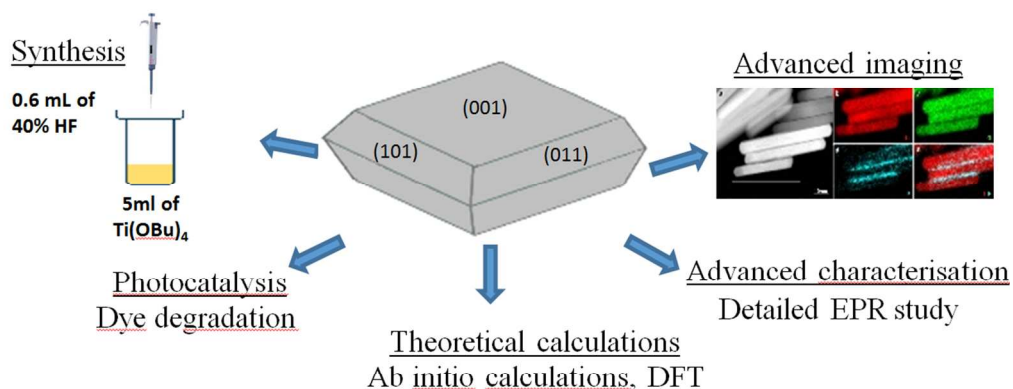 Synthesis
0.6 mL of
40% HF
5ml of
Ti(OBu)4
(001)
(101)
(011)
Advanced imaging
Photocatalysis
Dye degradation
Theoretical calculations
Ab initio calculations, DFT
Advanced characterisation
Detailed EPR study